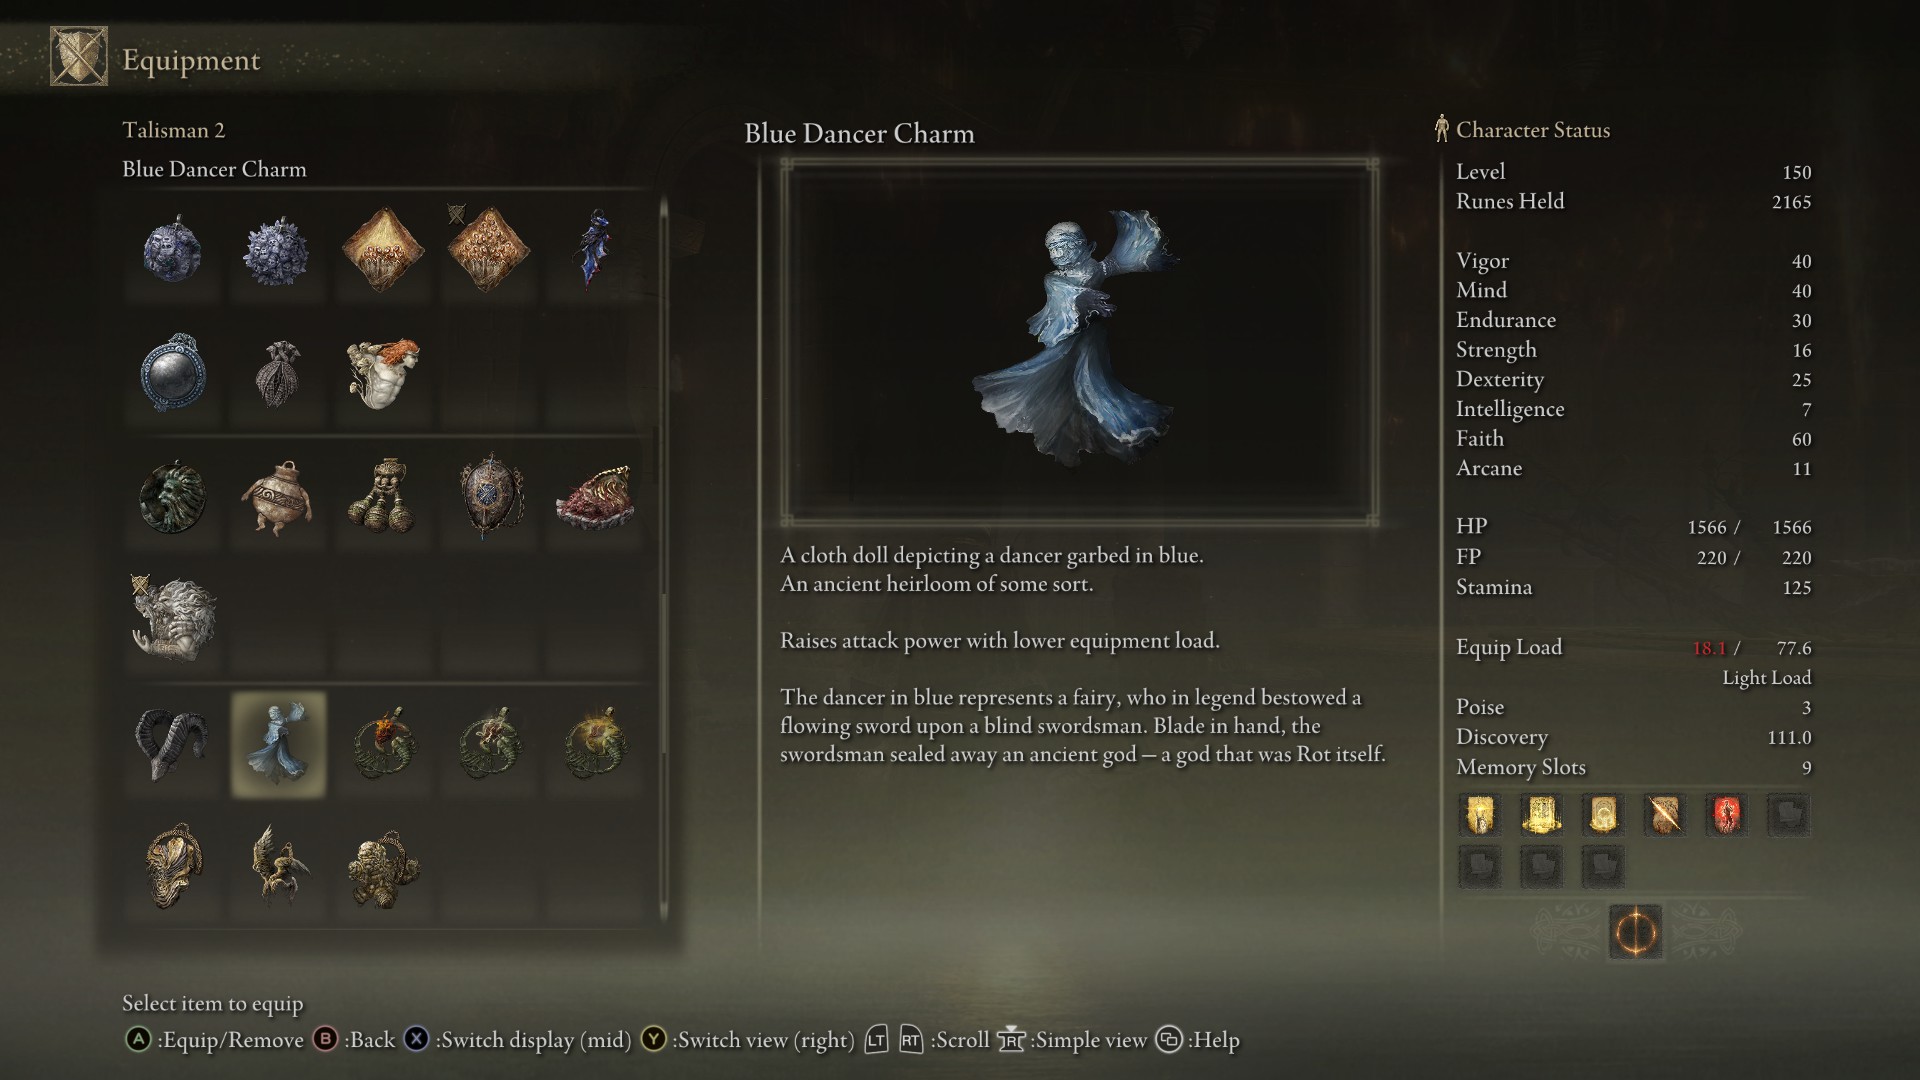 Equipment
Talisman 2
Blue Dancer Charm
Blue Dancer Charm
A cloth doll depicting a dancer garbed in blue.
An ancient heirloom of some sort.
Raises attack power with lower equipment load.
The dancer in blue represents a fairy, who in legend bestowed a
flowing sword upon a blind swordsman. Blade in hand, the
swordsman sealed away an ancient god – a god that was Rot itself.
Character Status
Level 150
Runes Held 2165
Vigor 40
Mind 40
Endurance 30
Strength 16
Dexterity 25
Intelligence 7
Faith 60
Arcane 11
HP 1566 / 1566
FP 220 / 220
Stamina 125
Equip Load 18.1 / 77.6
Light Load
Poise 3
Discovery 111.0
Memory Slots 9
Select item to equip
A :Equip/Remove B :Back X :Switch display (mid) Y :Switch view (right) LT RT :Scroll R :Simple view :Help